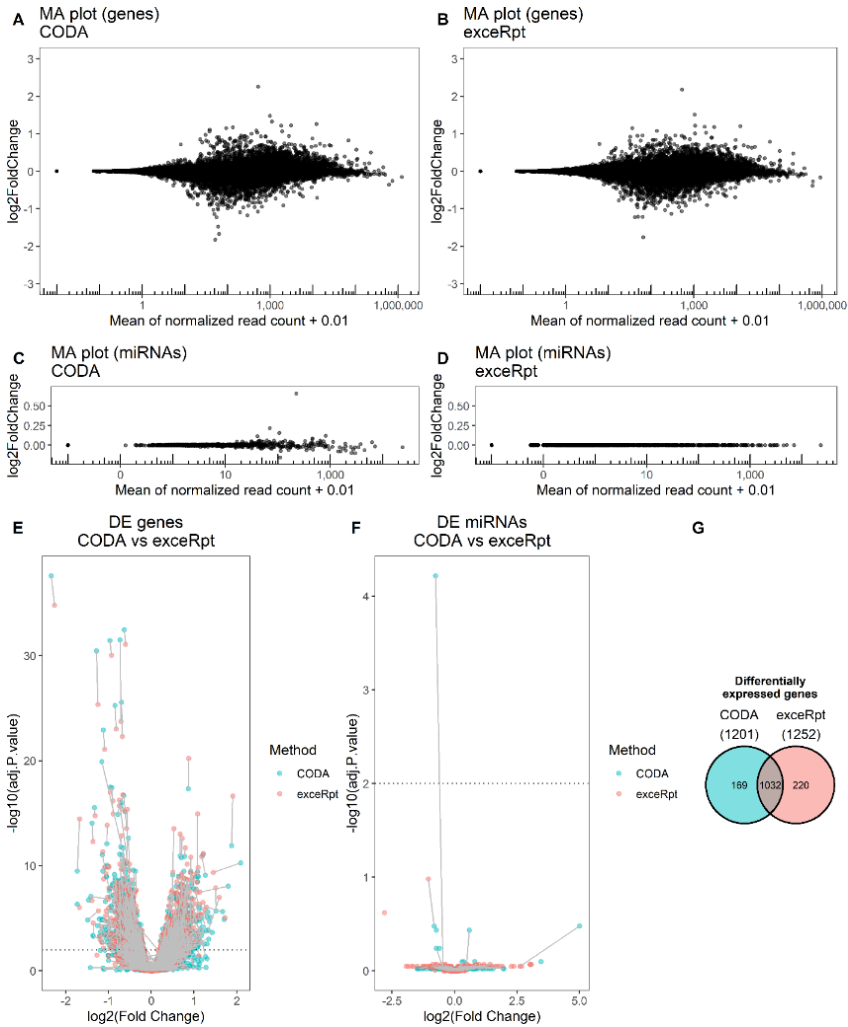 A MA plot (genes)
CODA
3
2
1
0
-1
-2
-3
log2FoldChange
1 1,000 1,000,000
Mean of normalized read count + 0.01
B MA plot (genes)
exceRpt
3
2
1
0
-1
-2
-3
log2FoldChange
1 1,000 1,000,000
Mean of normalized read count + 0.01
C MA plot (miRNAs)
CODA
0.50
0.25
0.00
log2FoldChange
0 10 1,000
Mean of normalized read count + 0.01
D MA plot (miRNAs)
exceRpt
0.50
0.25
0.00
log2FoldChange
0 10 1,000
Mean of normalized read count + 0.01
E DE genes
CODA vs exceRpt
30
20
10
0
-log10(adj.P.value)
-2 -1 0 1 2
log2(Fold Change)
Method
CODA
exceRpt
F DE miRNAs
CODA vs exceRpt
4
3
2
1
0
-log10(adj.P.value)
-2.5 0.0 2.5 5.0
log2(Fold Change)
Method
CODA
exceRpt
G
Differentially
expressed genes
CODA exceRpt
(1201) (1252)
169 1032 220